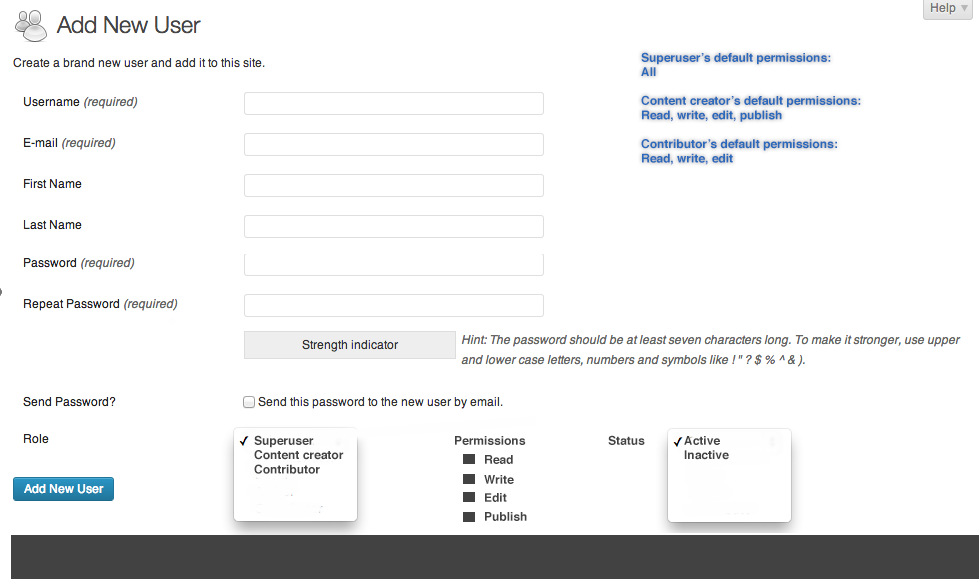 Help
Add New User
Create a brand new user and add it to this site.
Superuser's default permissions:
All
Content creator's default permissions:
Read, write, edit, publish
Contributor's default permissions:
Read, write, edit
Username (required)
E-mail (required)
First Name
Last Name
Password (required)
Repeat Password (required)
Strength indicator
Hint: The password should be at least seven characters long. To make it stronger, use upper
and lower case letters, numbers and symbols like ! " ? $ % ^ & ).
Send Password?
Send this password to the new user by email.
Role
Superuser
Content creator
Contributor
Permissions
Read
Write
Edit
Publish
Status
Active
Inactive
Add New User